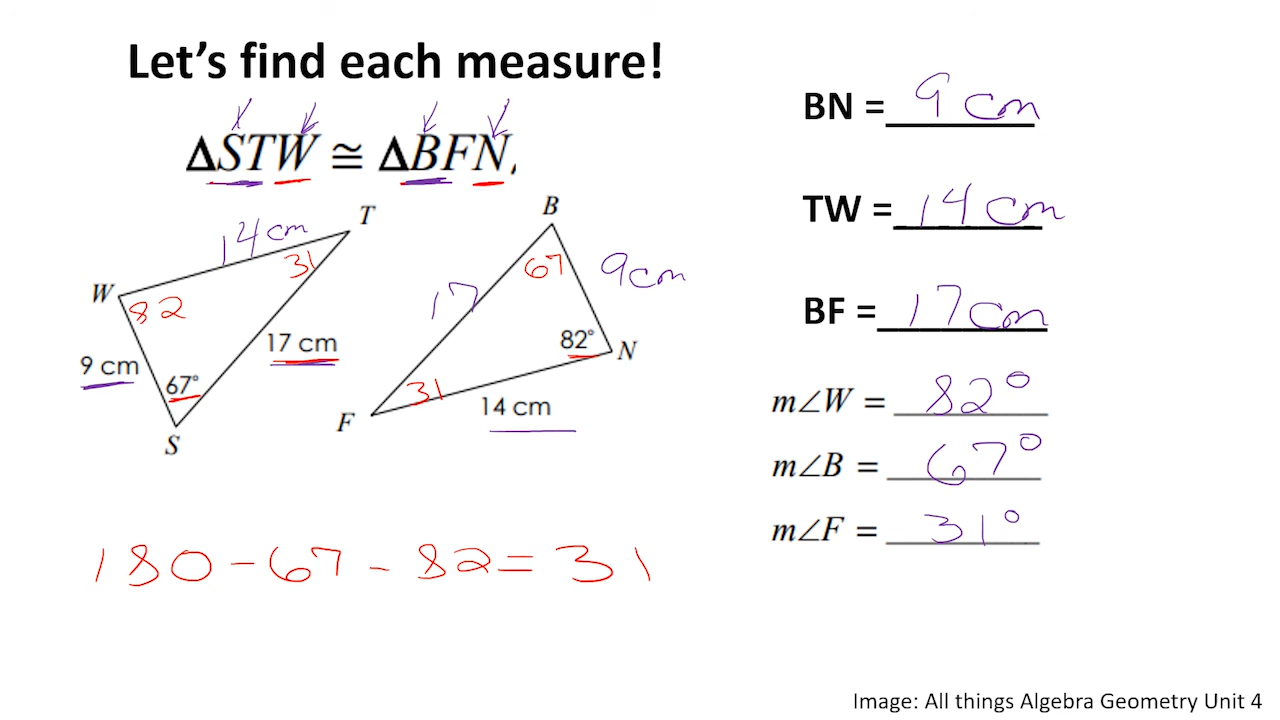 Let's find each measure!
ΔSTW ≅ ΔBFN,
T
14 cm
31
W
82
9 cm
67°
17 cm
S
B
67
17
9 cm
82°
N
31
14 cm
F
180 - 67 - 82 = 31
BN = 9 cm
TW = 14 cm
BF = 17 cm
m∠W = 82°
m∠B = 67°
m∠F = 31°
Image: All things Algebra Geometry Unit 4